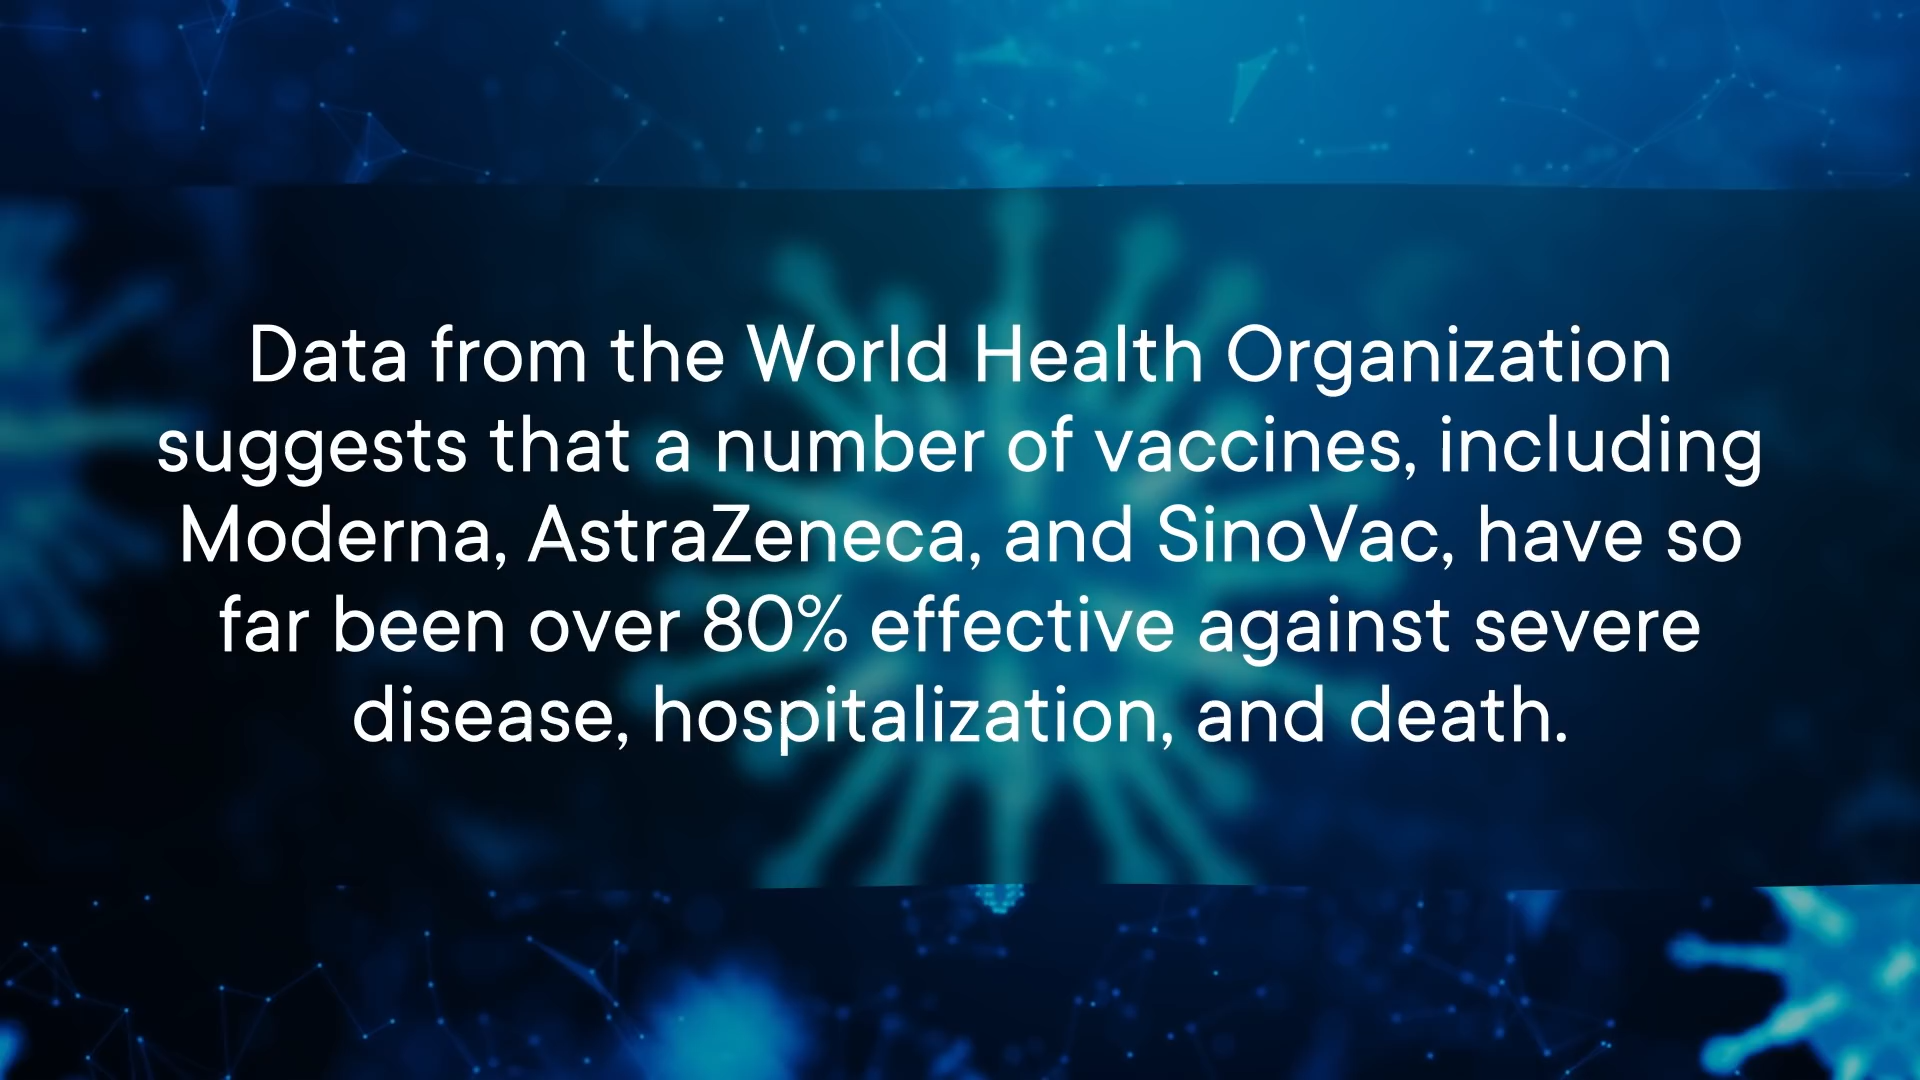 Data from the World Health Organization
suggests that a number of vaccines, including
Moderna, AstraZeneca, and SinoVac, have so
far been over 80% effective against severe
disease, hospitalization, and death.